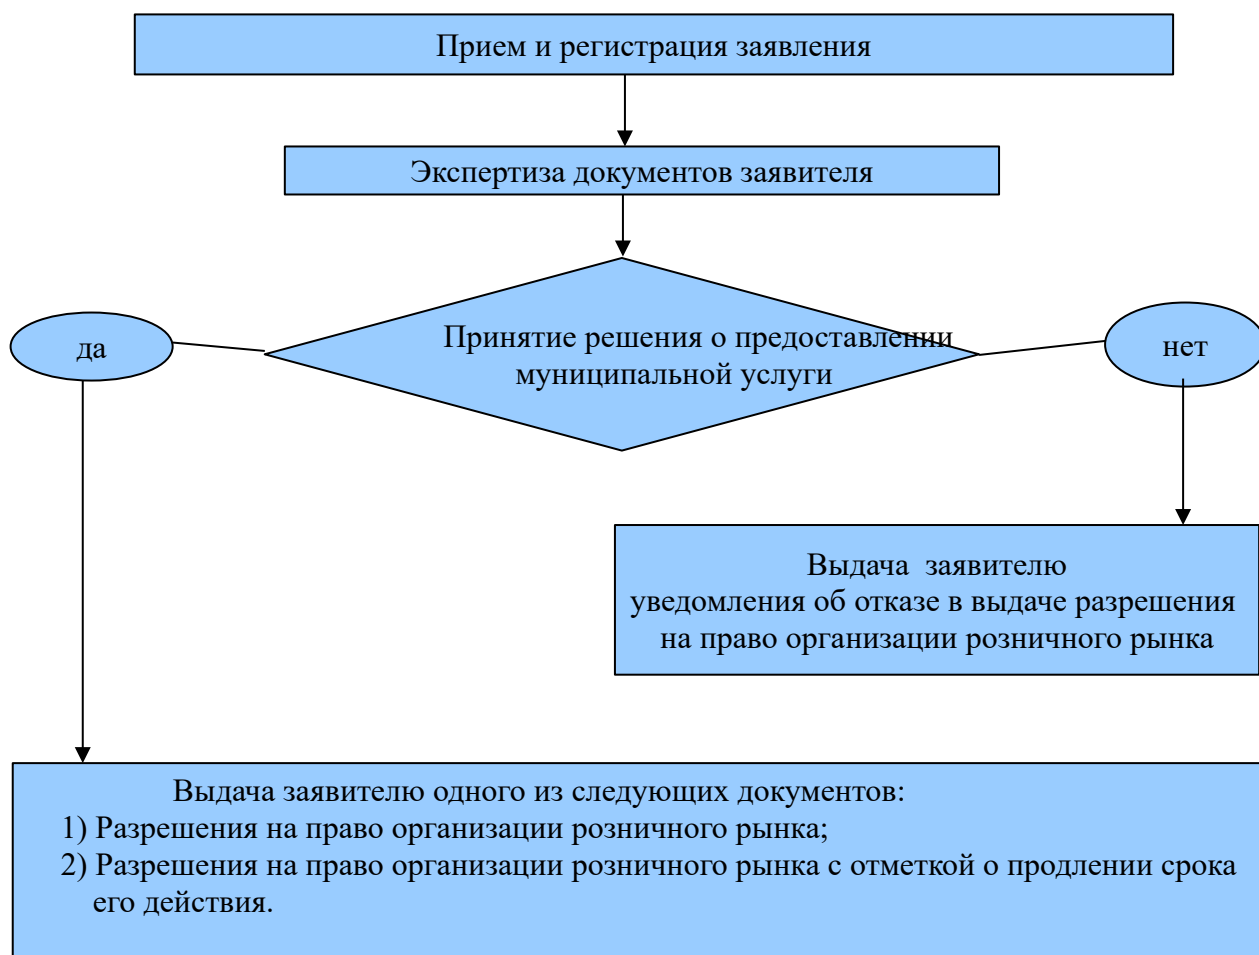 Прием и регистрация заявления
Экспертиза документов заявителя
Принятие решения о предоставлении
муниципальной услуги
да
нет
Выдача заявителю
уведомления об отказе в выдаче разрешения
на право организации розничного рынка
Выдача заявителю одного из следующих документов:
1) Разрешения на право организации розничного рынка;
2) Разрешения на право организации розничного рынка с отметкой о продлении срока
его действия.